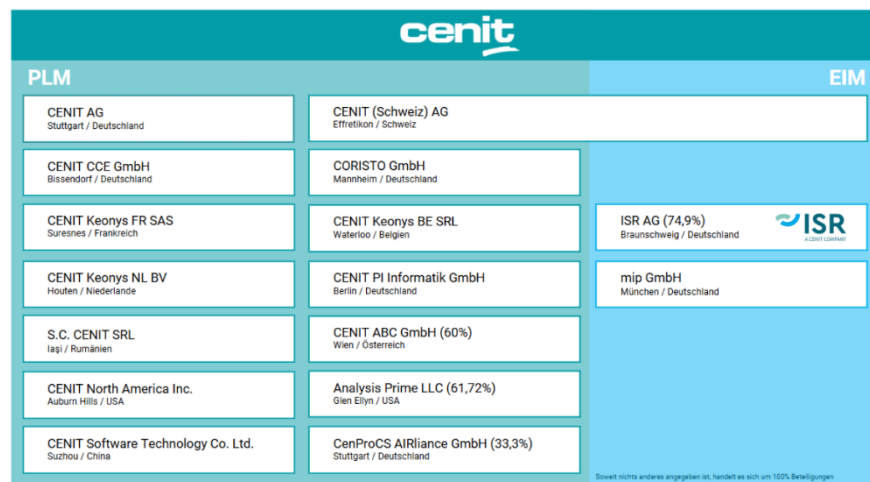 cenit
PLM
EIM
CENIT AG
Stuttgart / Deutschland
CENIT (Schweiz) AG
Effretikon / Schweiz
CENIT CCE GmbH
Bissendorf / Deutschland
CORISTO GmbH
Mannheim / Deutschland
CENIT Keonys FR SAS
Suresnes / Frankreich
CENIT Keonys BE SRL
Waterloo / Belgien
ISR AG (74,9%)
Braunschweig / Deutschland
ISR
A CENIT COMPANY
CENIT Keonys NL BV
Houten / Niederlande
CENIT PI Informatik GmbH
Berlin / Deutschland
mip GmbH
München / Deutschland
S.C. CENIT SRL
Iaşi / Rumänien
CENIT ABC GmbH (60%)
Wien / Österreich
CENIT North America Inc.
Auburn Hills / USA
Analysis Prime LLC (61,72%)
Glen Ellyn / USA
CENIT Software Technology Co. Ltd.
Suzhou / China
CenProCS AIRliance GmbH (33,3%)
Stuttgart / Deutschland
Soweit nichts anderes angegeben ist, handelt es sich um 100% Beteiligungen